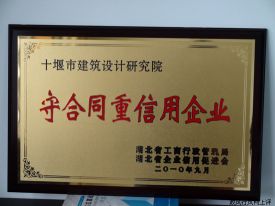 十堰市建筑设计研究院
守合同重信用企业
湖北省工商行政管理局
湖北省企业信用促进会
二〇一〇年九月